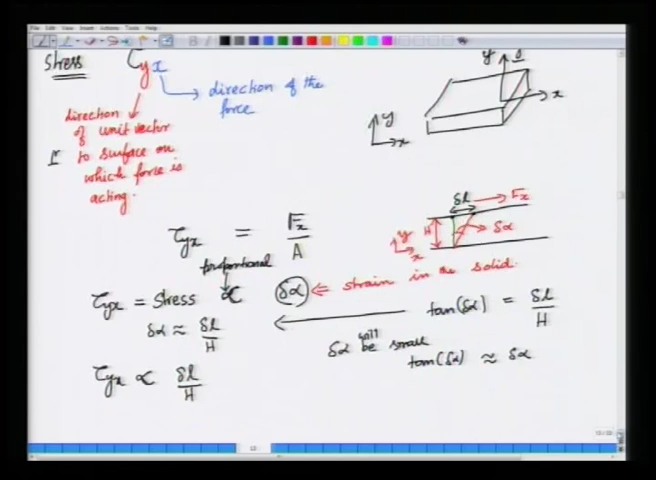 Stress τyx
direction of the
force
direction
of unit vector
⊥r to surface on
which force is
acting.
y
x
y
x
τyx = Fx / A
δl
Fx
H
δα
y
x
proportional
τyx = Stress ∝ δα ⇐ strain in the solid.
δα ≈ δl / H
tan(δα) = δl / H
δα will be small
tan(δα) ≈ δα
τyx ∝ δl / H
12